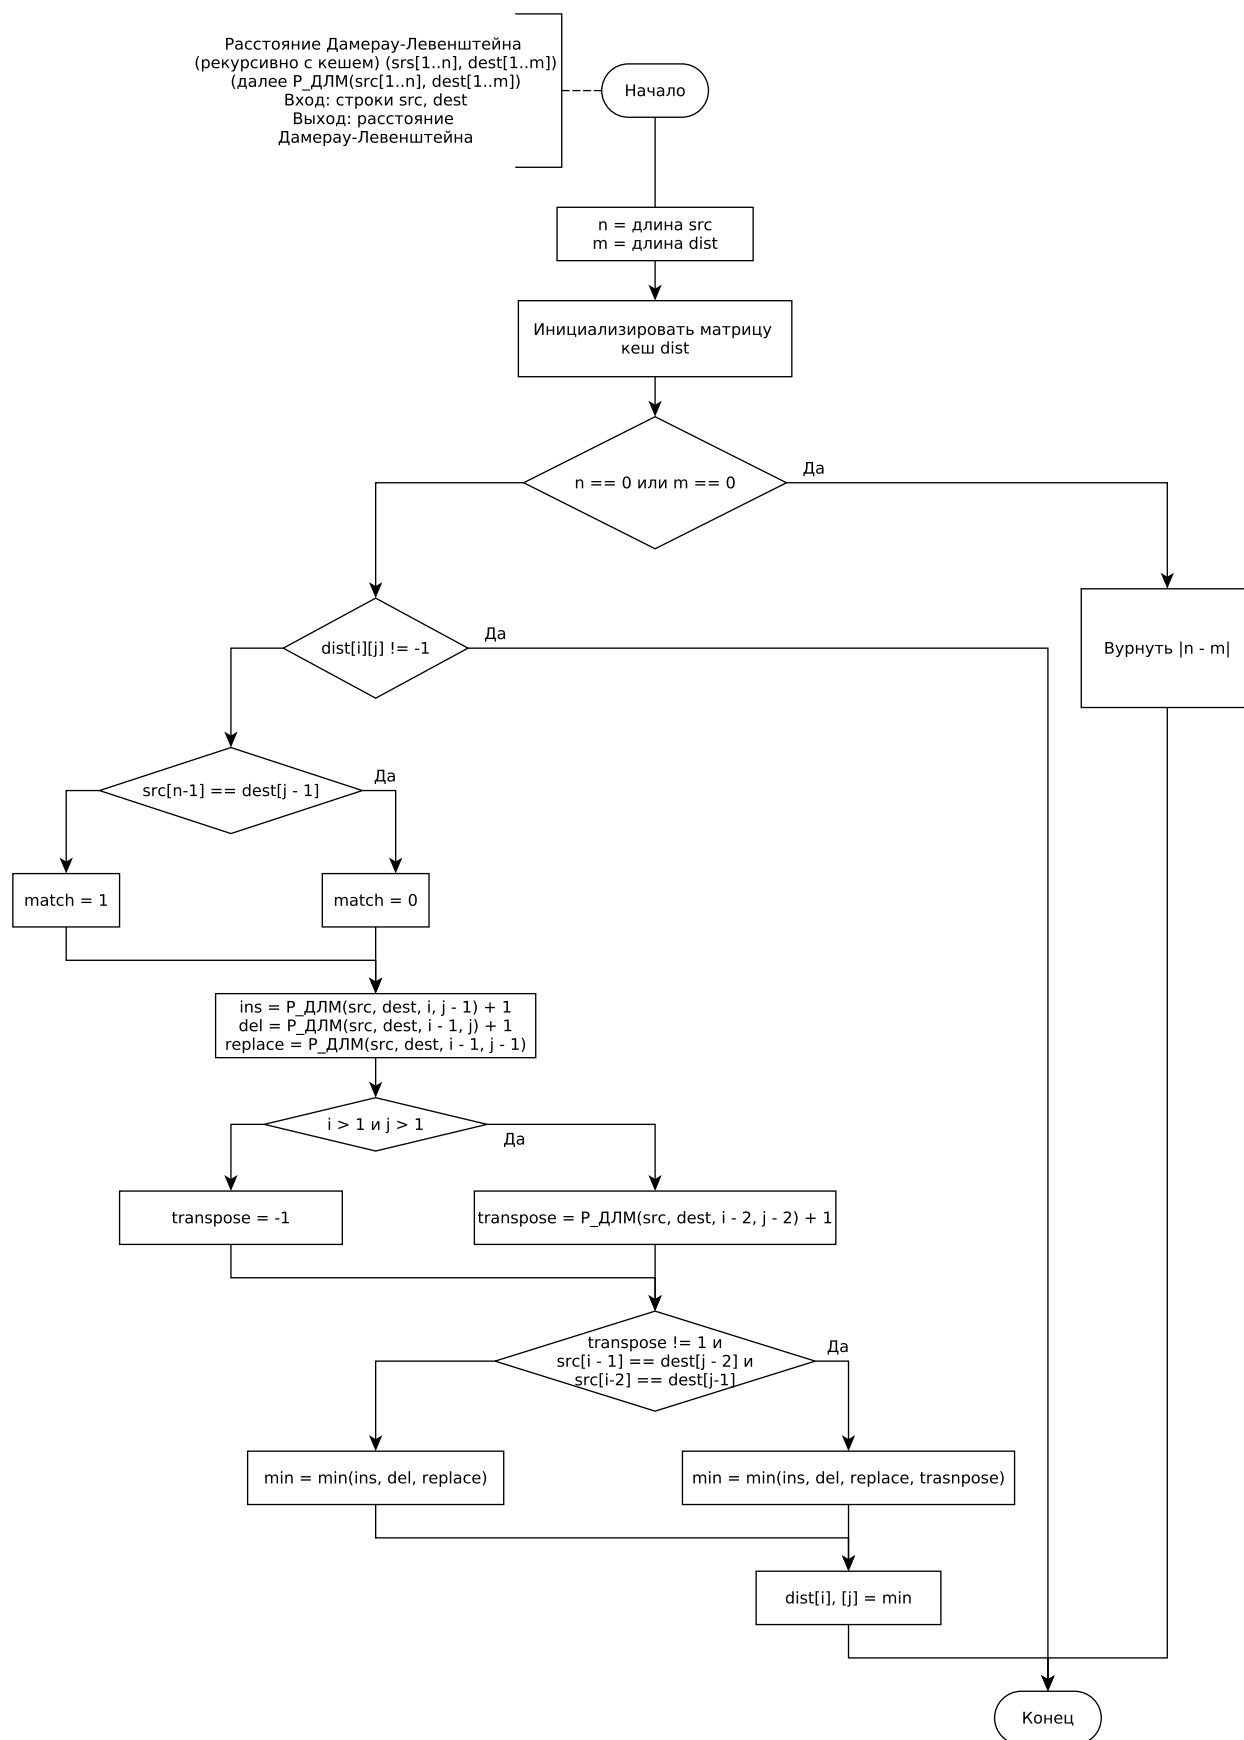 Расстояние Дамерау-Левенштейна
(рекурсивно с кешем) (srs[1..n], dest[1..m])
(далее Р_ДЛМ(src[1..n], dest[1..m])
Вход: строки src, dest
Выход: расстояние
Дамерау-Левенштейна
Начало
n = длина src
m = длина dist
Инициализировать матрицу
кеш dist
n == 0 или m == 0
Да
dist[i][j] != -1
Да
Вурнуть |n - m|
src[n-1] == dest[j - 1]
Да
match = 1
match = 0
ins = Р_ДЛМ(src, dest, i, j - 1) + 1
del = Р_ДЛМ(src, dest, i - 1, j) + 1
replace = Р_ДЛМ(src, dest, i - 1, j - 1)
i > 1 и j > 1
Да
transpose = -1
transpose = Р_ДЛМ(src, dest, i - 2, j - 2) + 1
transpose != 1 и
src[i - 1] == dest[j - 2] и
src[i-2] == dest[j-1]
Да
min = min(ins, del, replace)
min = min(ins, del, replace, trasnpose)
dist[i], [j] = min
Конец